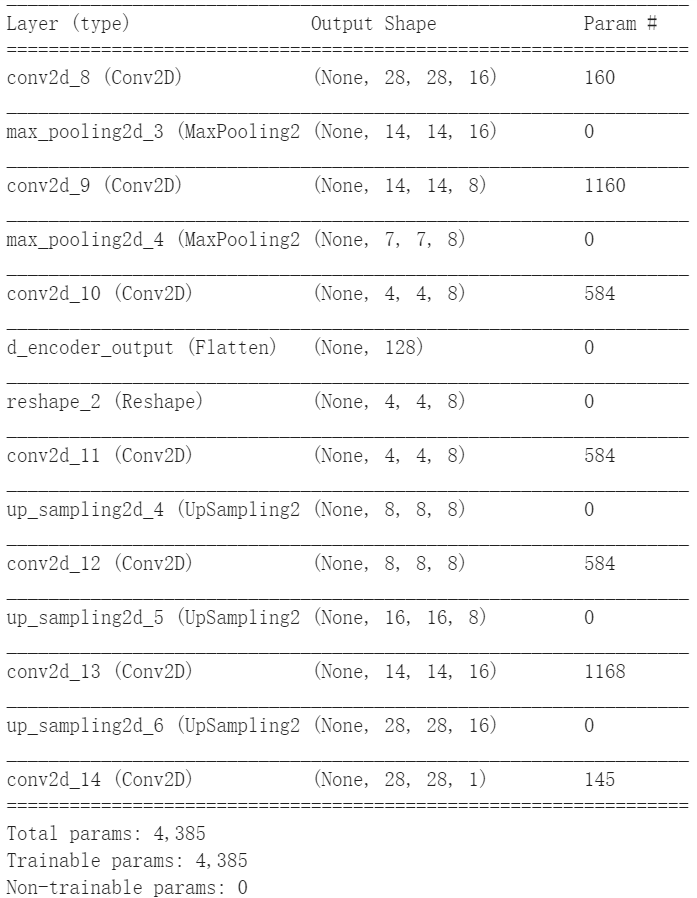 Layer (type) Output Shape Param #
conv2d_8 (Conv2D) (None, 28, 28, 16) 160
max_pooling2d_3 (MaxPooling2 (None, 14, 14, 16) 0
conv2d_9 (Conv2D) (None, 14, 14, 8) 1160
max_pooling2d_4 (MaxPooling2 (None, 7, 7, 8) 0
conv2d_10 (Conv2D) (None, 4, 4, 8) 584
d_encoder_output (Flatten) (None, 128) 0
reshape_2 (Reshape) (None, 4, 4, 8) 0
conv2d_11 (Conv2D) (None, 4, 4, 8) 584
up_sampling2d_4 (UpSampling2 (None, 8, 8, 8) 0
conv2d_12 (Conv2D) (None, 8, 8, 8) 584
up_sampling2d_5 (UpSampling2 (None, 16, 16, 8) 0
conv2d_13 (Conv2D) (None, 14, 14, 16) 1168
up_sampling2d_6 (UpSampling2 (None, 28, 28, 16) 0
conv2d_14 (Conv2D) (None, 28, 28, 1) 145
Total params: 4,385
Trainable params: 4,385
Non-trainable params: 0